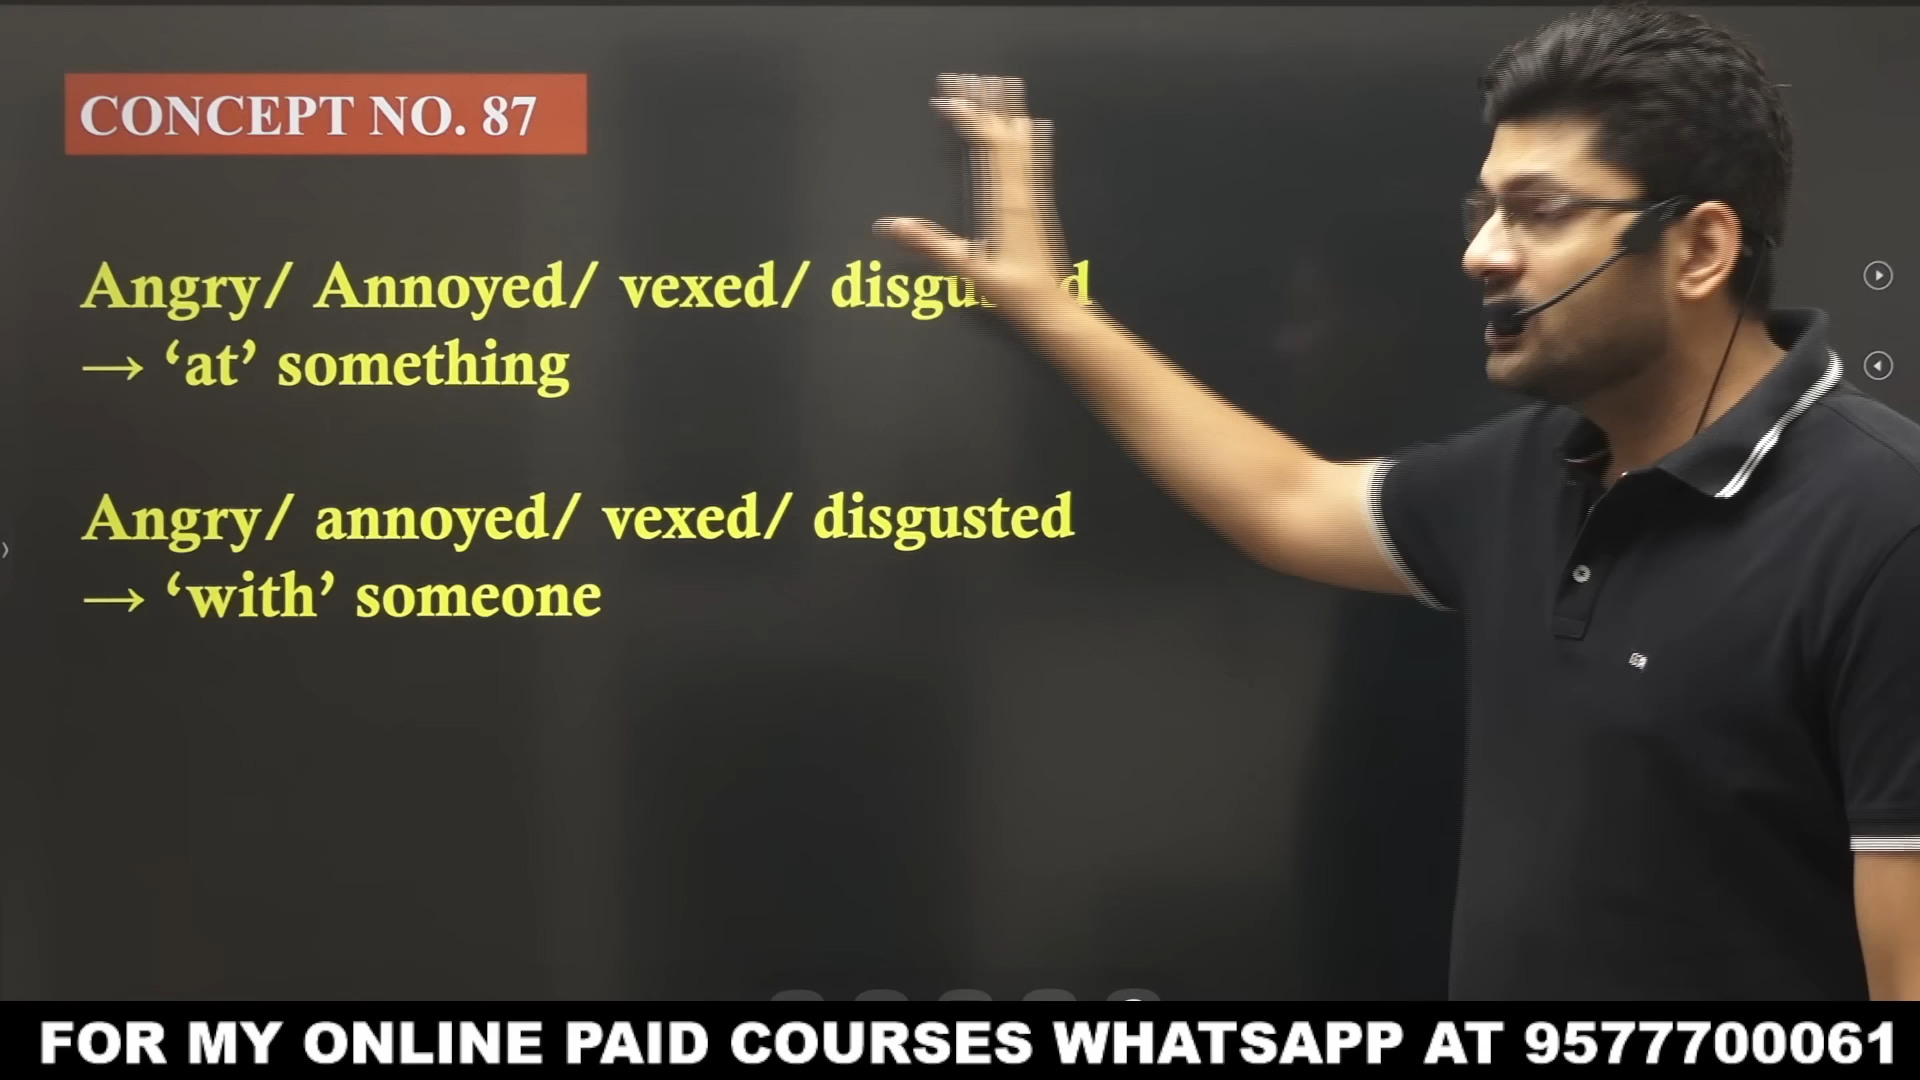 CONCEPT NO. 87
Angry/ Annoyed/ vexed/
→ ‘at’ something
Angry/ annoyed/ vexed/ disgusted
→ ‘with’ someone
FOR MY ONLINE PAID COURSES WHATSAPP AT 9577700061